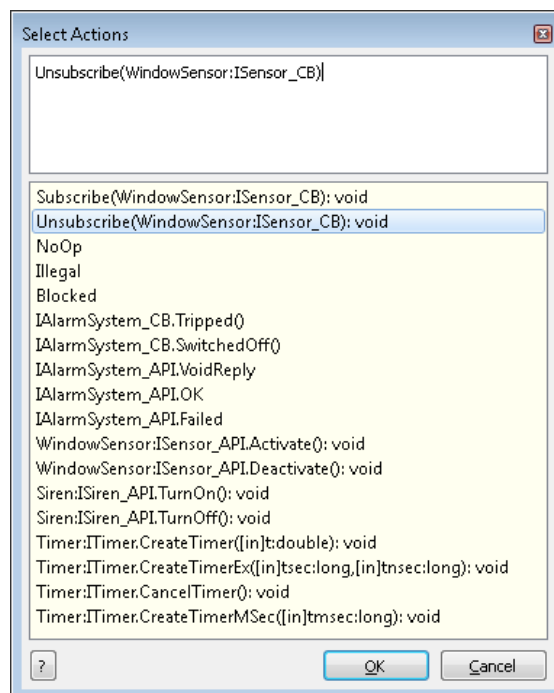 Select Actions
Unsubscribe(WindowSensor:ISensor_CB)
Subscribe(WindowSensor:ISensor_CB): void
Unsubscribe(WindowSensor:ISensor_CB): void
NoOp
Illegal
Blocked
IAlarmSystem_CB.Tripped()
IAlarmSystem_CB.SwitchedOff()
IAlarmSystem_API.VoidReply
IAlarmSystem_API.OK
IAlarmSystem_API.Failed
WindowSensor:ISensor_API.Activate(): void
WindowSensor:ISensor_API.Deactivate(): void
Siren:ISiren_API.TurnOn(): void
Siren:ISiren_API.TurnOff(): void
Timer:ITimer.CreateTimer([in]t:double): void
Timer:ITimer.CreateTimerEx([in]tsec:long,[in]tnsec:long): void
Timer:ITimer.CancelTimer(): void
Timer:ITimer.CreateTimerMSec([in]tmsec:long): void
? OK Cancel